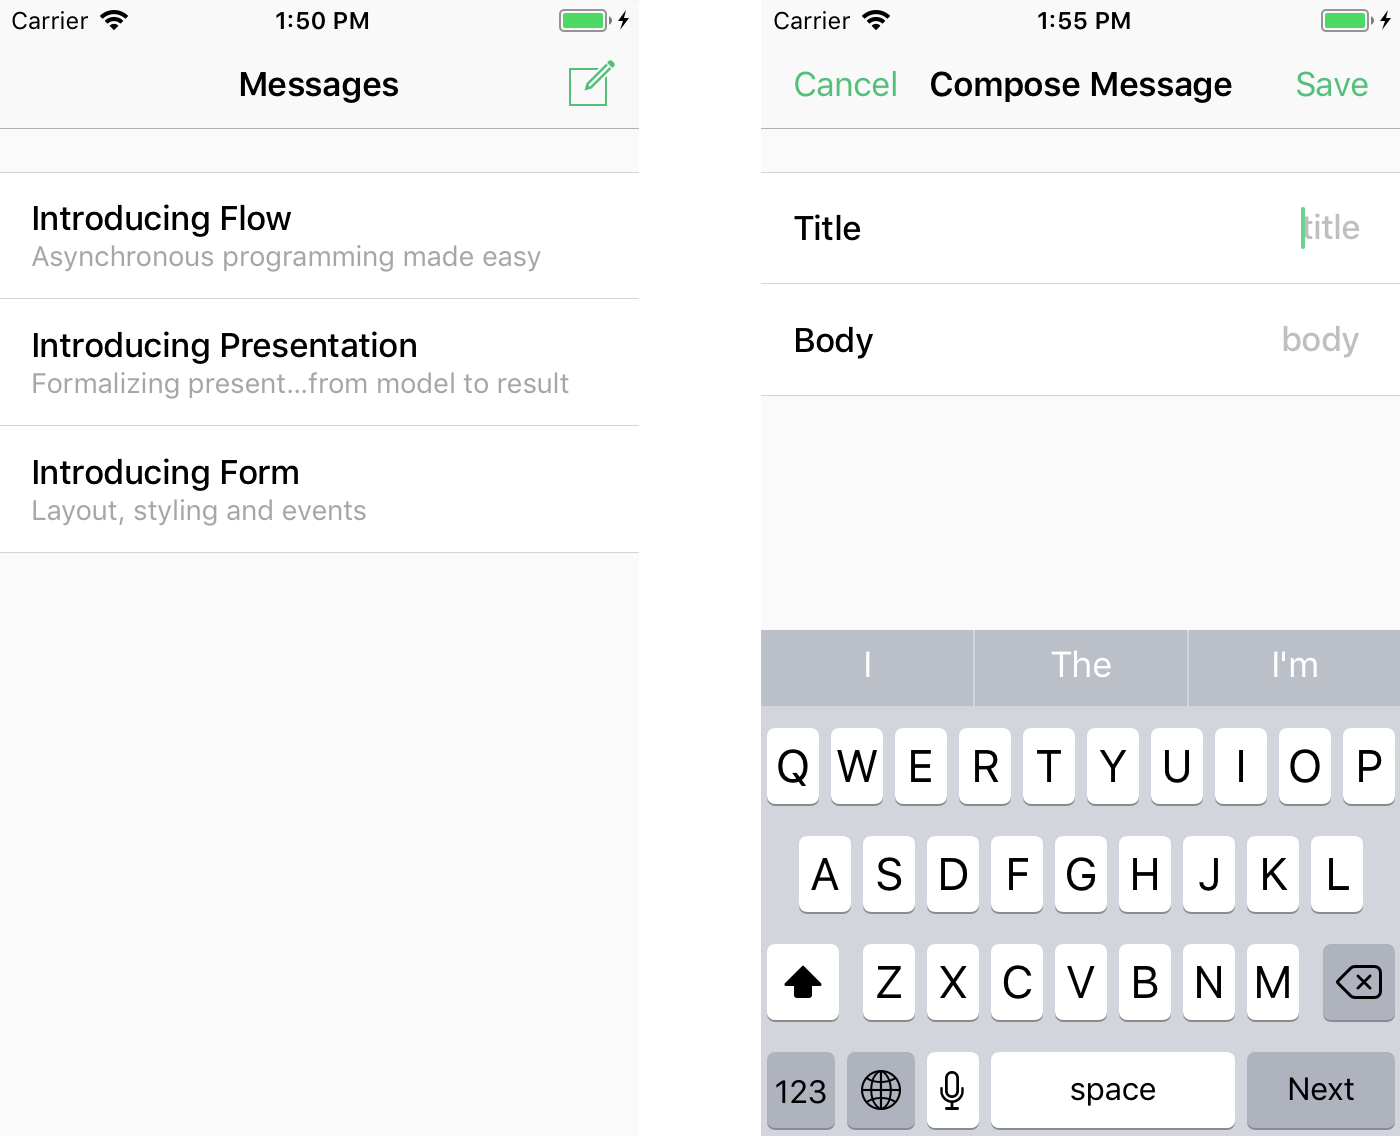 Carrier 1:50 PM
Messages
Introducing Flow
Asynchronous programming made easy
Introducing Presentation
Formalizing present...from model to result
Introducing Form
Layout, styling and events
Carrier 1:55 PM
Cancel Compose Message Save
Title title
Body body
I The I'm
Q W E R T Y U I O P
A S D F G H J K L
Z X C V B N M
123 space Next